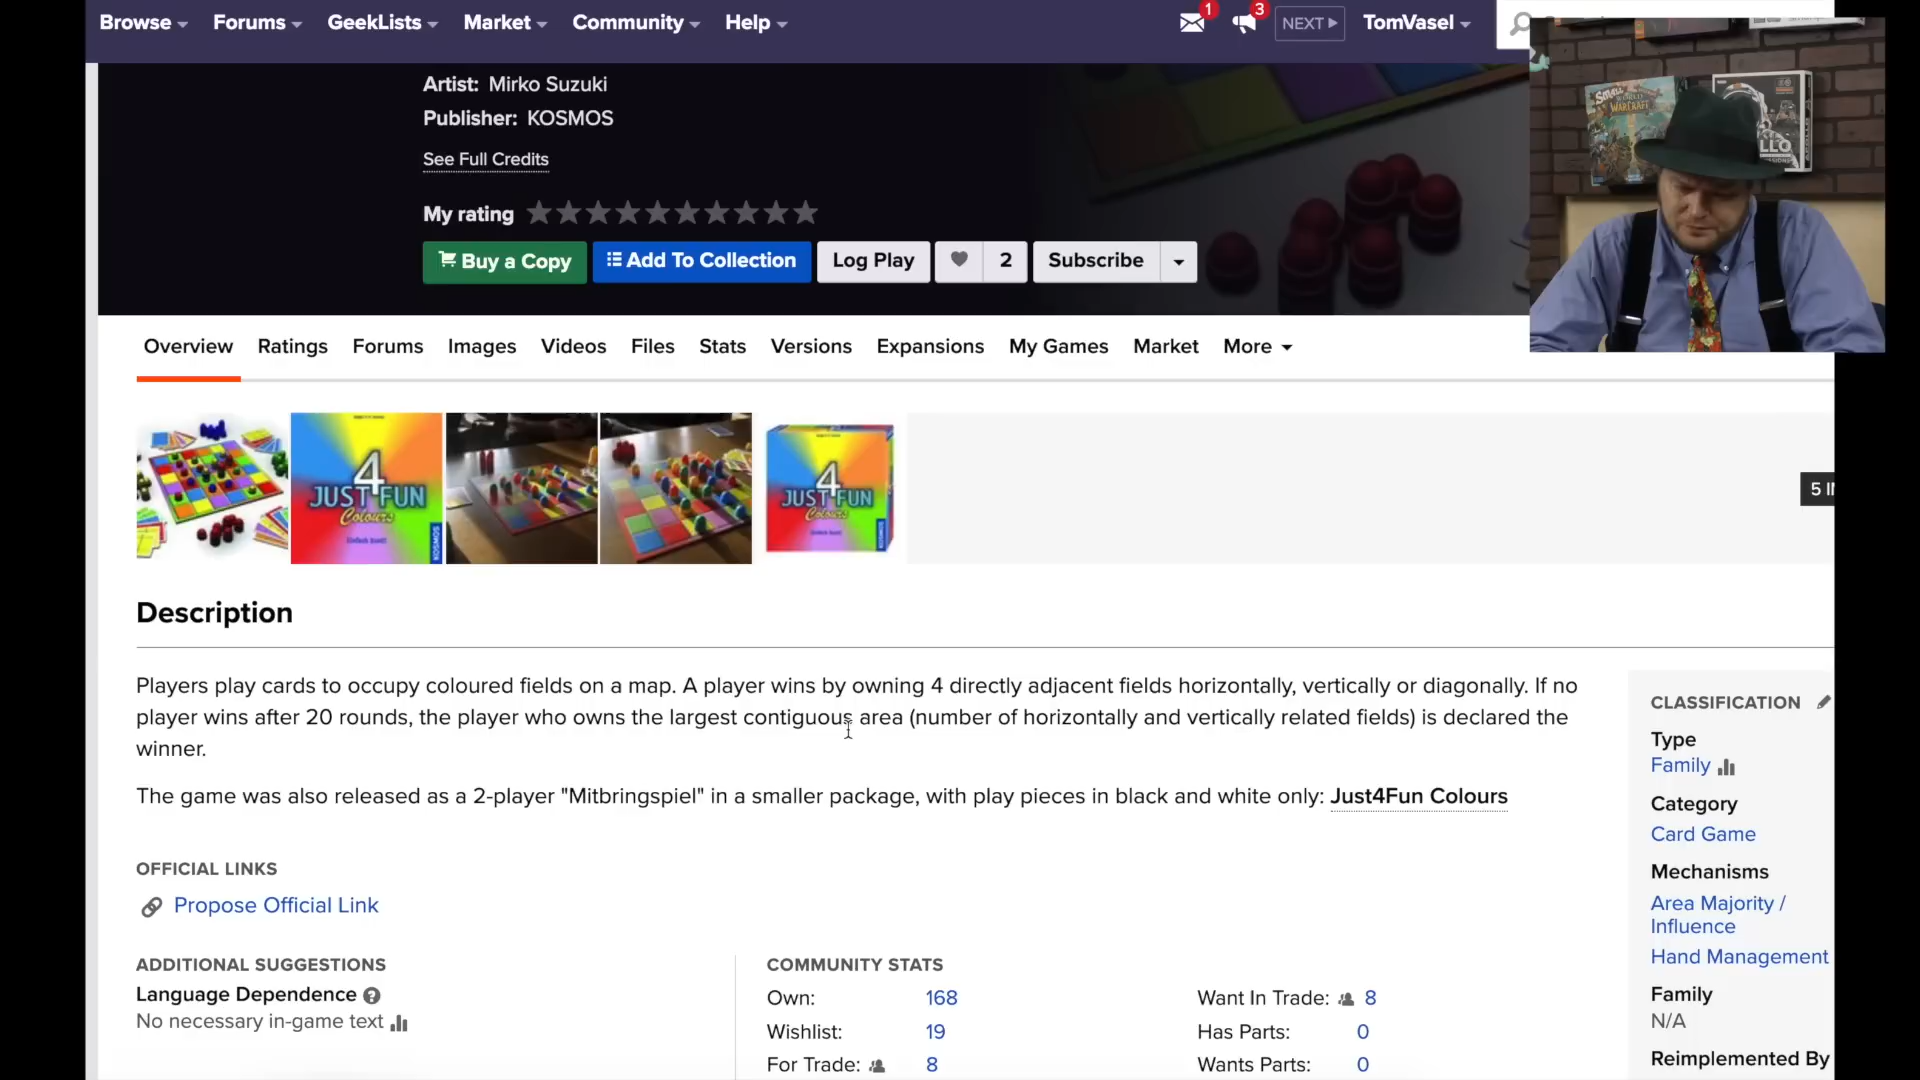 Browse Forums GeekLists Market Community Help 1 3 NEXT TomVasel
Artist: Mirko Suzuki
Publisher: KOSMOS
See Full Credits
My rating
Buy a Copy Add To Collection Log Play 2 Subscribe
SMALL WORLD OF WARCRAFT
Overview Ratings Forums Images Videos Files Stats Versions Expansions My Games Market More
4
JUST FUN
Colours
KOSMOS
4
JUST FUN
Colours
KOSMOS
Description
Players play cards to occupy coloured fields on a map. A player wins by owning 4 directly adjacent fields horizontally, vertically or diagonally. If no
player wins after 20 rounds, the player who owns the largest contiguous area (number of horizontally and vertically related fields) is declared the
winner.
The game was also released as a 2-player "Mitbringspiel" in a smaller package, with play pieces in black and white only: Just4Fun Colours
OFFICIAL LINKS
Propose Official Link
ADDITIONAL SUGGESTIONS
Language Dependence ?
No necessary in-game text
COMMUNITY STATS
Own: 168
Wishlist: 19
For Trade: 8
Want In Trade: 8
Has Parts: 0
Wants Parts: 0
CLASSIFICATION
Type
Family
Category
Card Game
Mechanisms
Area Majority /
Influence
Hand Management
Family
N/A
Reimplemented By